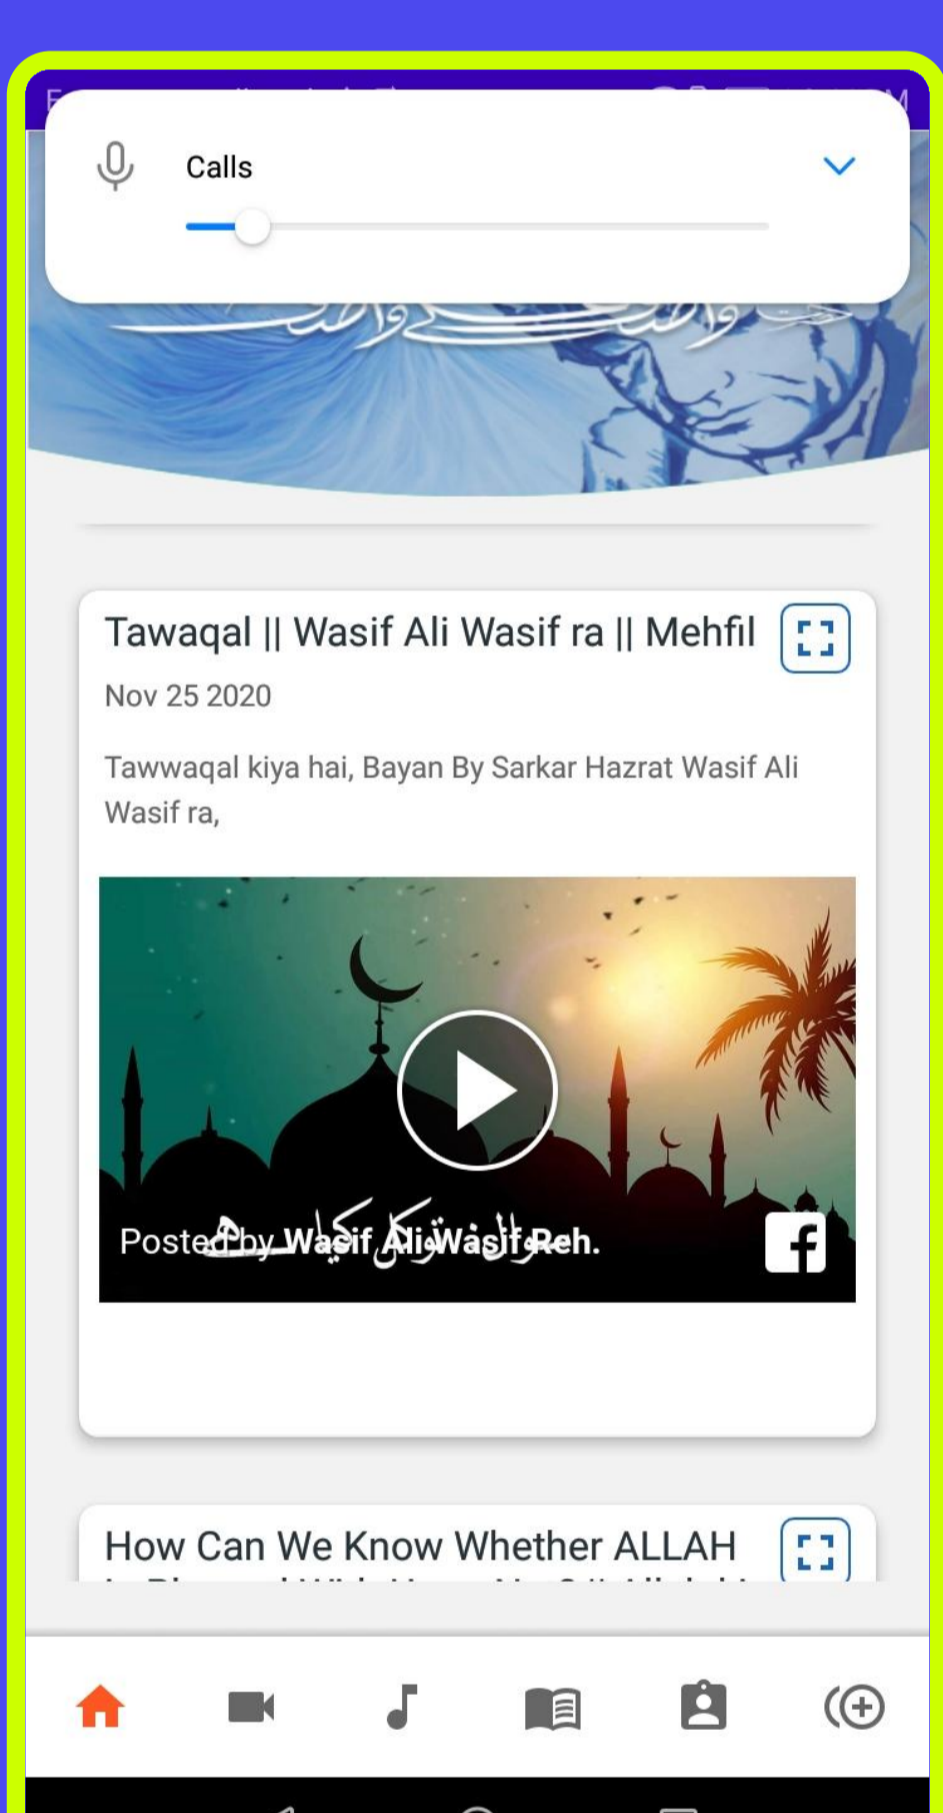 Calls
Tawaqal || Wasif Ali Wasif ra || Mehfil
Nov 25 2020
Tawwaqal kiya hai, Bayan By Sarkar Hazrat Wasif Ali
Wasif ra,
Posted by Wasif Ali Wasif Reh.
How Can We Know Whether ALLAH